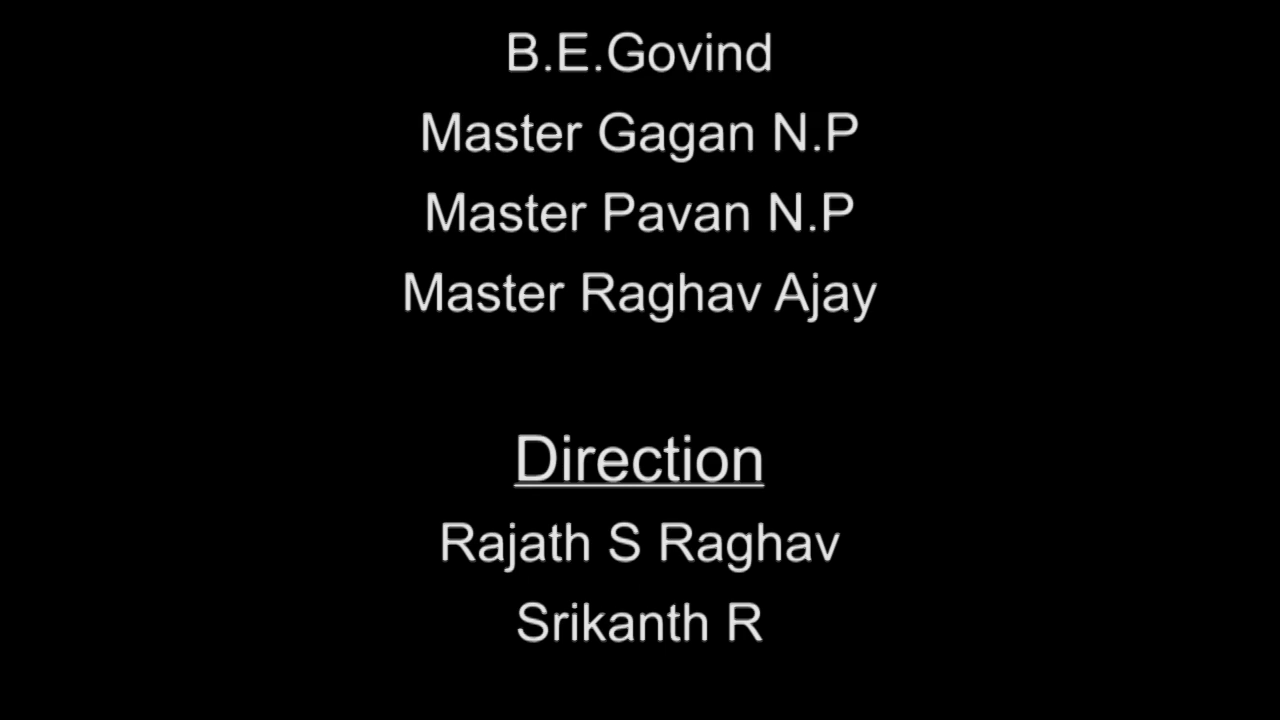 B.E.Govind
Master Gagan N.P
Master Pavan N.P
Master Raghav Ajay
Direction
Rajath S Raghav
Srikanth R